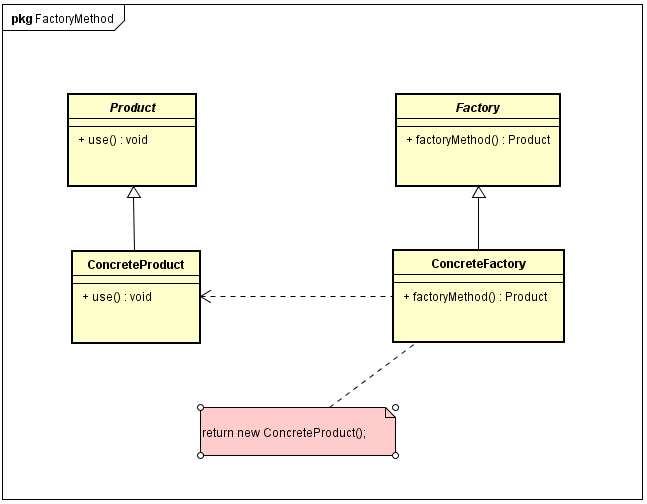 pkg FactoryMethod
Product
+ use() : void
Factory
+ factoryMethod() : Product
ConcreteProduct
+ use() : void
ConcreteFactory
+ factoryMethod() : Product
return new ConcreteProduct();